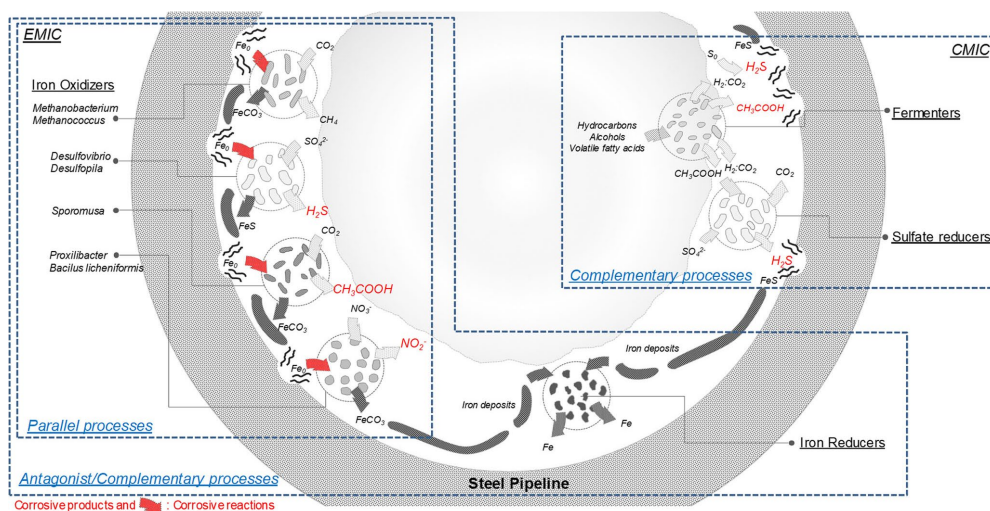 EMIC
CMIC
Iron Oxidizers
Methanobacterium
Methanococcus
Desulfovibrio
Desulfopila
Sporomusa
Proxilibacter
Bacilus licheniformis
Fe0
CO2
FeCO3
CH4
Fe0
SO4 2-
FeS
H2S
CO2
Fe0
CH3COOH
FeCO3
NO3-
Fe0
NO2-
FeCO3
Parallel processes
Antagonist/Complementary processes
FeS
S0
H2S
H2:CO2
CH3COOH
Fermenters
Hydrocarbons
Alcohols
Volatile fatty acids
H2:CO2
CH3COOH
CO2
Sulfate reducers
SO4 2-
H2S
FeS
Complementary processes
Iron deposits
Iron deposits
Fe
Fe
Iron Reducers
Steel Pipeline
Corrosive products and : Corrosive reactions